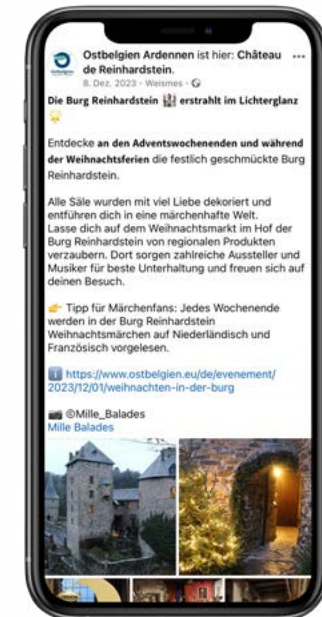 Ostbelgien Ardennen ist hier: Château
de Reinhardstein.
8. Dez. 2023 · Weismes ·
Die Burg Reinhardstein 🏰 erstrahlt im Lichterglanz
🌟
Entdecke an den Adventswochenenden und während
der Weihnachtsferien die festlich geschmückte Burg
Reinhardstein.
Alle Säle wurden mit viel Liebe dekoriert und
entführen dich in eine märchenhafte Welt.
Lasse dich auf dem Weihnachtsmarkt im Hof der
Burg Reinhardstein von regionalen Produkten
verzaubern. Dort sorgen zahlreiche Aussteller und
Musiker für beste Unterhaltung und freuen sich auf
deinen Besuch.
👉 Tipp für Märchenfans: Jedes Wochenende
werden in der Burg Reinhardstein
Weihnachtsmärchen auf Niederländisch und
Französisch vorgelesen.
ℹ️ https://www.ostbelgien.eu/de/evenement/
2023/12/01/weihnachten-in-der-burg
📷 ©Mille_Balades
Mille Balades